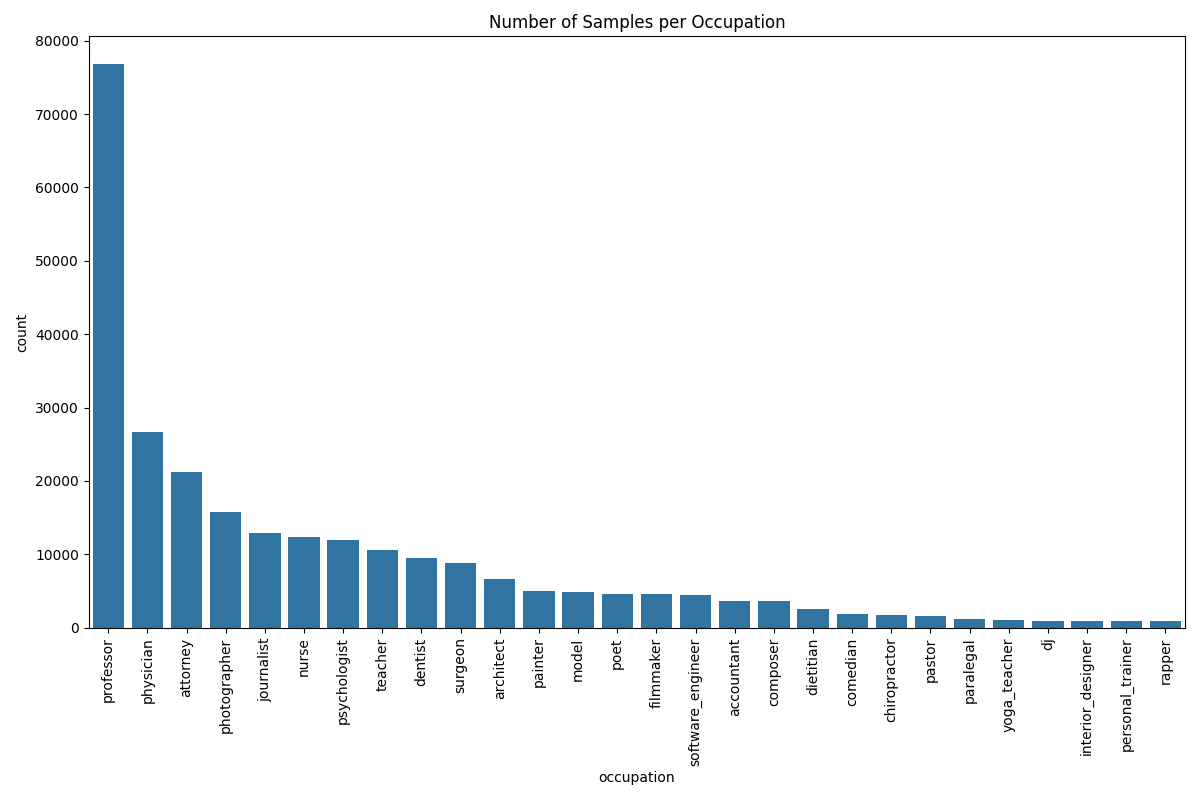 Number of Samples per Occupation
80000
70000
60000
50000
40000
30000
20000
10000
0
count
professor
physician
attorney
photographer
journalist
nurse
psychologist
teacher
dentist
surgeon
architect
painter
model
poet
filmmaker
software_engineer
accountant
composer
dietitian
comedian
chiropractor
pastor
paralegal
yoga_teacher
dj
interior_designer
personal_trainer
rapper
occupation